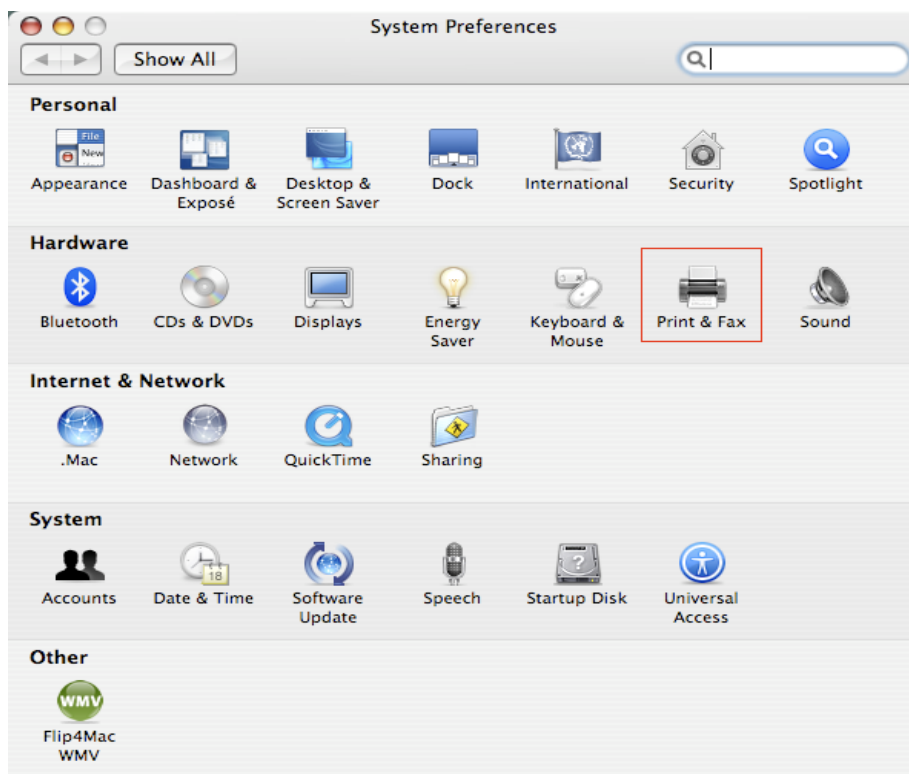 System Preferences
Show All
Personal
File
New
Appearance
Dashboard &
Exposé
Desktop &
Screen Saver
Dock
International
Security
Spotlight
Hardware
Bluetooth
CDs & DVDs
Displays
Energy
Saver
Keyboard &
Mouse
Print & Fax
Sound
Internet & Network
.Mac
Network
QuickTime
Sharing
System
18
?
Accounts
Date & Time
Software
Update
Speech
Startup Disk
Universal
Access
Other
WMV
Flip4Mac
WMV